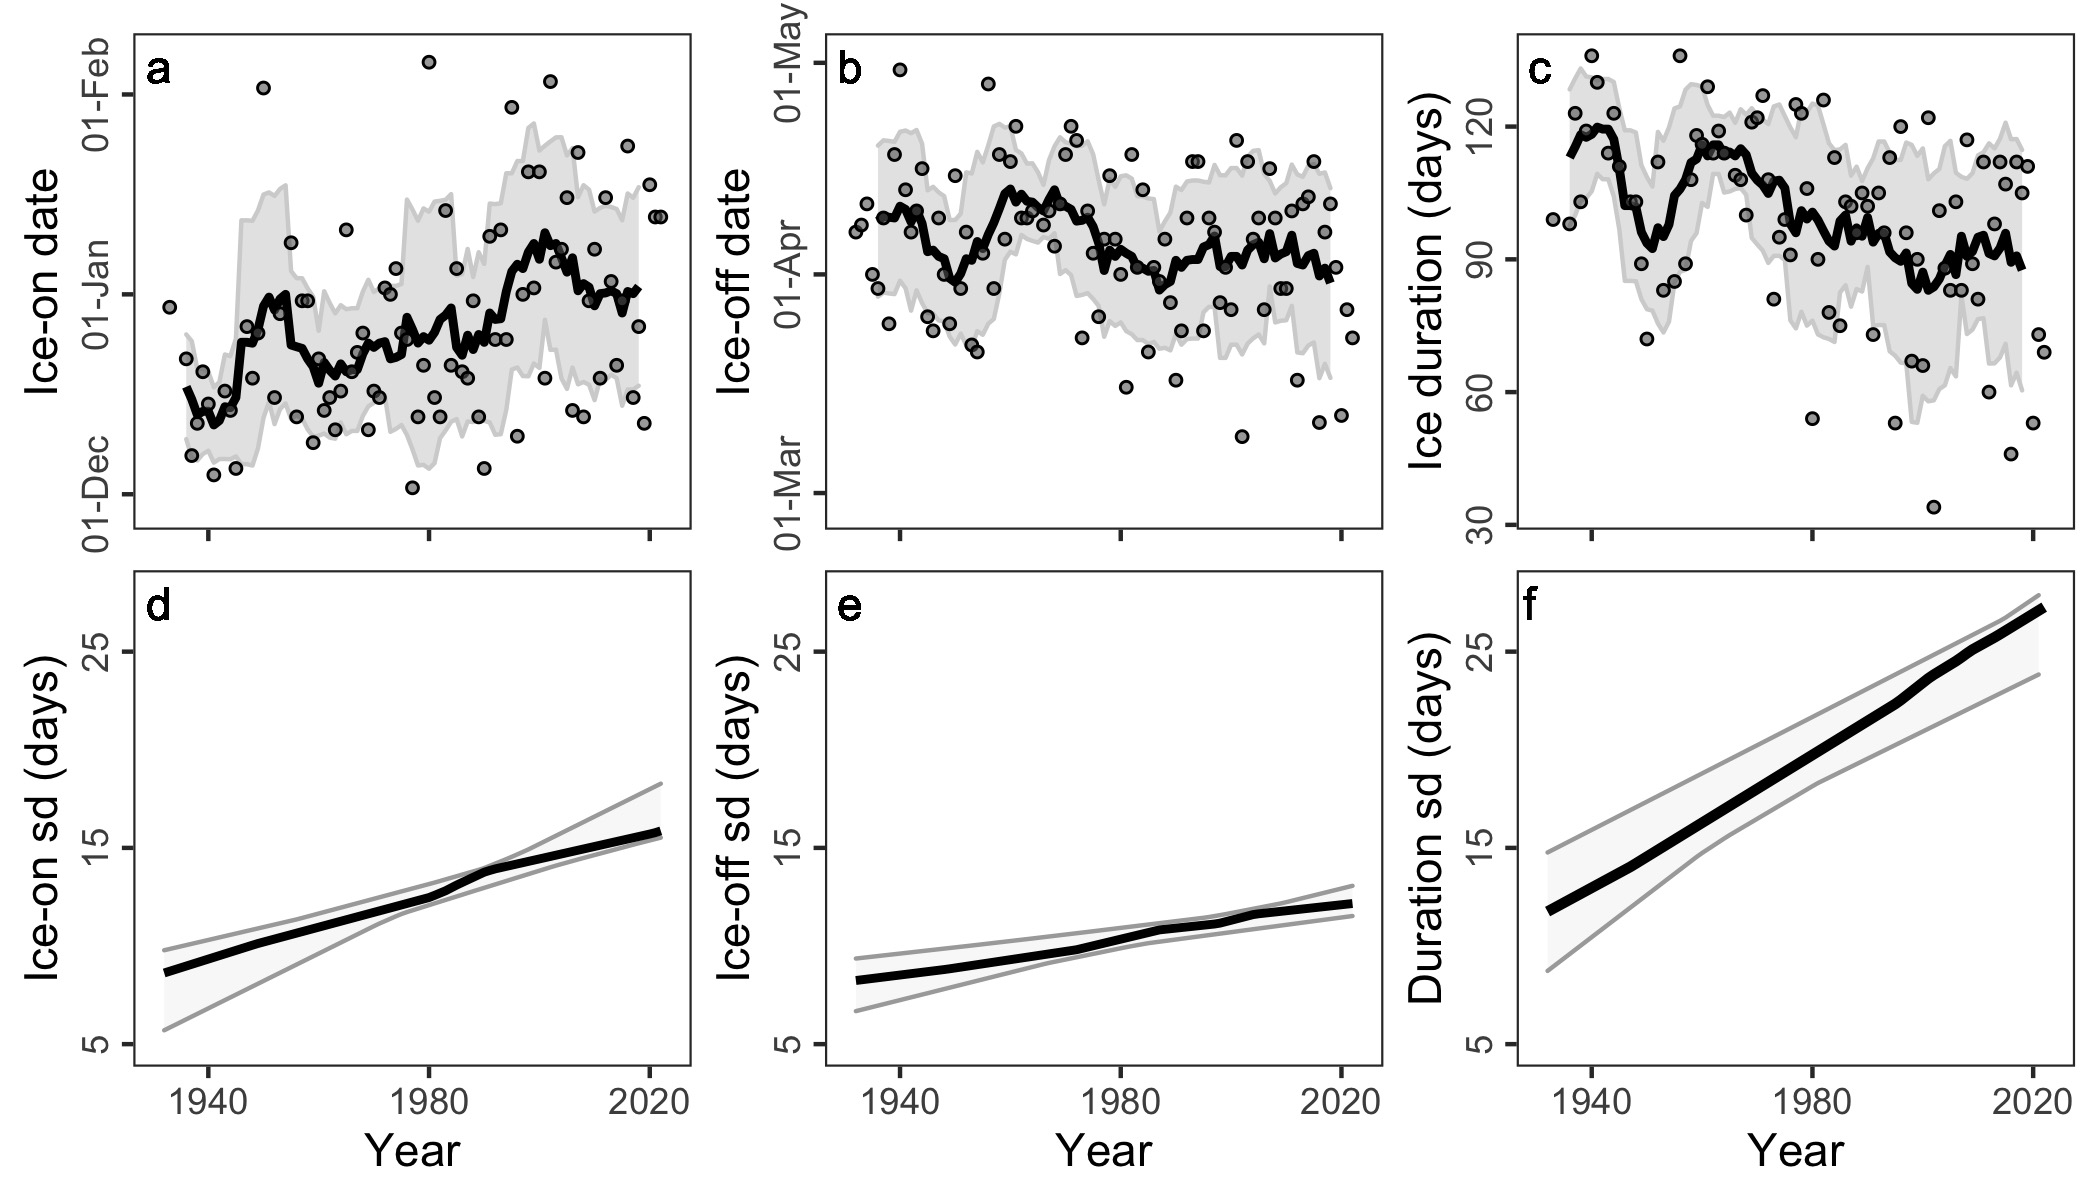 a
Ice-on date
01-Feb
01-Jan
01-Dec
b
Ice-off date
01-May
01-Apr
01-Mar
c
Ice duration (days)
120
90
60
30
d
Ice-on sd (days)
25
15
5
1940 1980 2020
Year
e
Ice-off sd (days)
25
15
5
1940 1980 2020
Year
f
Duration sd (days)
25
15
5
1940 1980 2020
Year